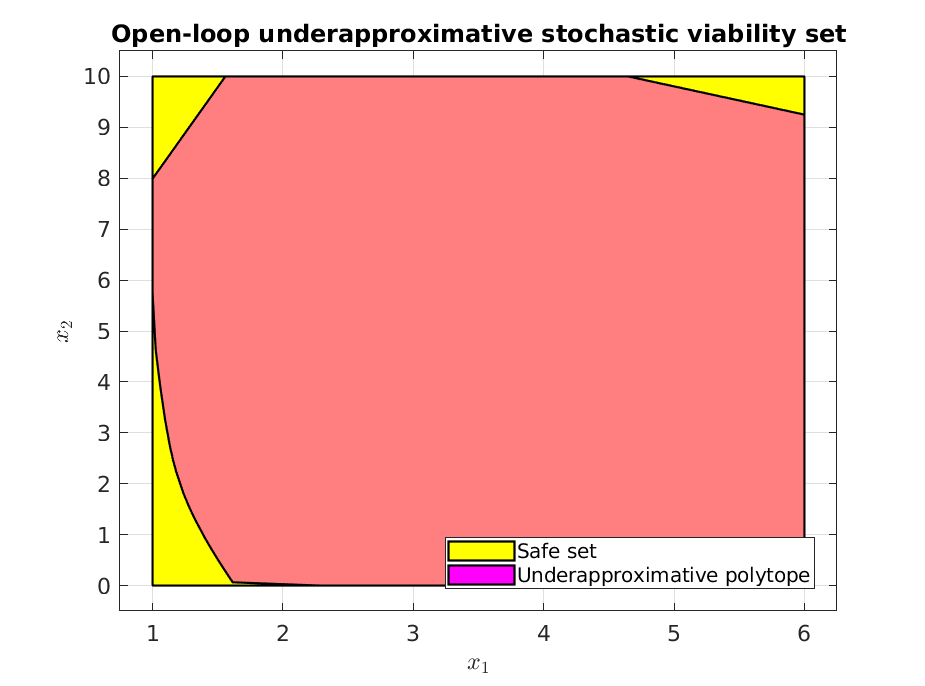 Open-loop underapproximative stochastic viability set
10
9
8
7
6
5
4
3
2
1
0
x2
Safe set
Underapproximative polytope
1 2 3 4 5 6
x1